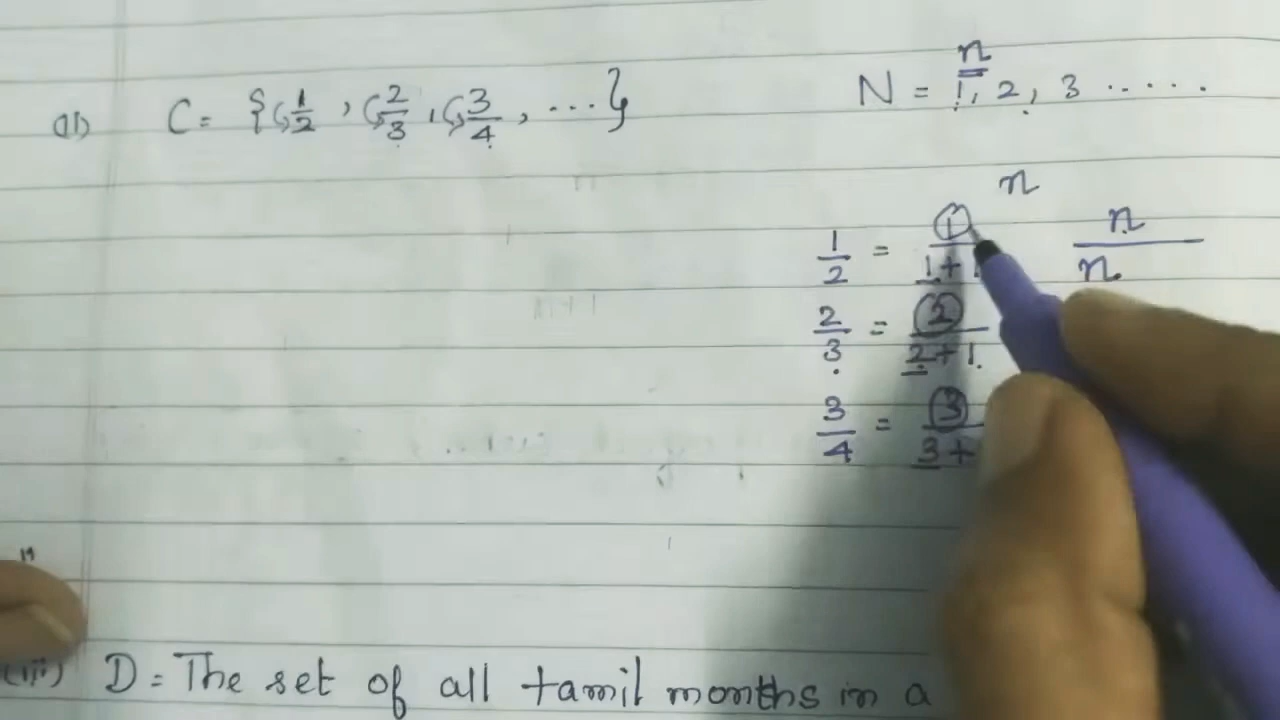 (ii) C = { 1/2 , 2/3 , 3/4 , ... }
N = 1, 2, 3 ......
n
n
1/2 = 1/1+1
n/n
2/3 = 2/2+1
3/4 = 3/3+
(iii) D = The set of all tamil months in a